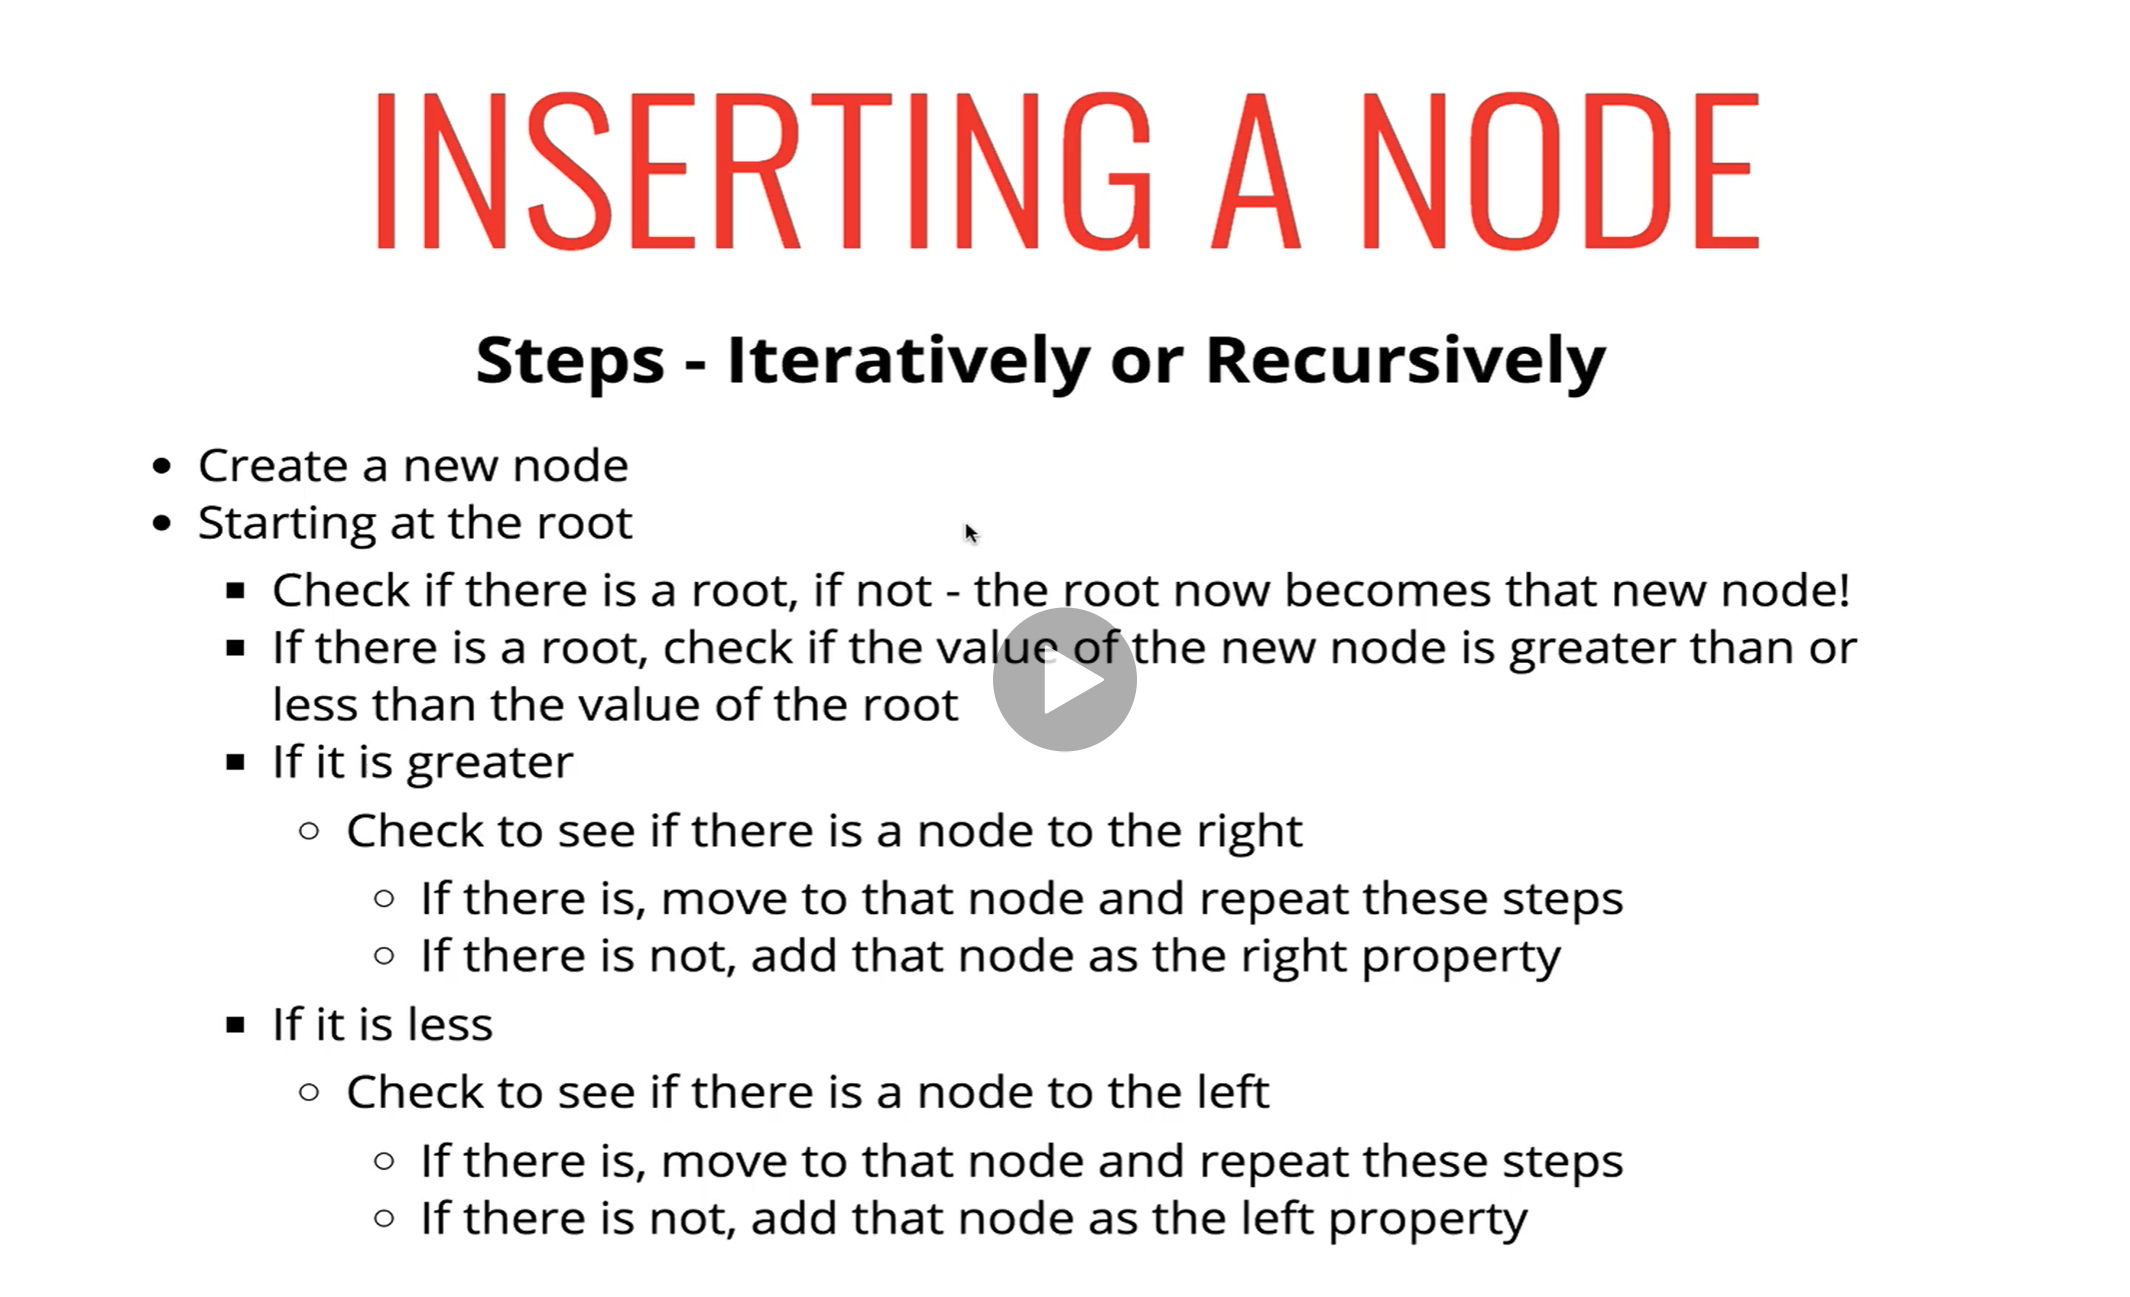 INSERTING A NODE
Steps - Iteratively or Recursively
• Create a new node
• Starting at the root
▪ Check if there is a root, if not - the root now becomes that new node!
▪ If there is a root, check if the value of the new node is greater than or
less than the value of the root
▪ If it is greater
○ Check to see if there is a node to the right
○ If there is, move to that node and repeat these steps
○ If there is not, add that node as the right property
▪ If it is less
○ Check to see if there is a node to the left
○ If there is, move to that node and repeat these steps
○ If there is not, add that node as the left property